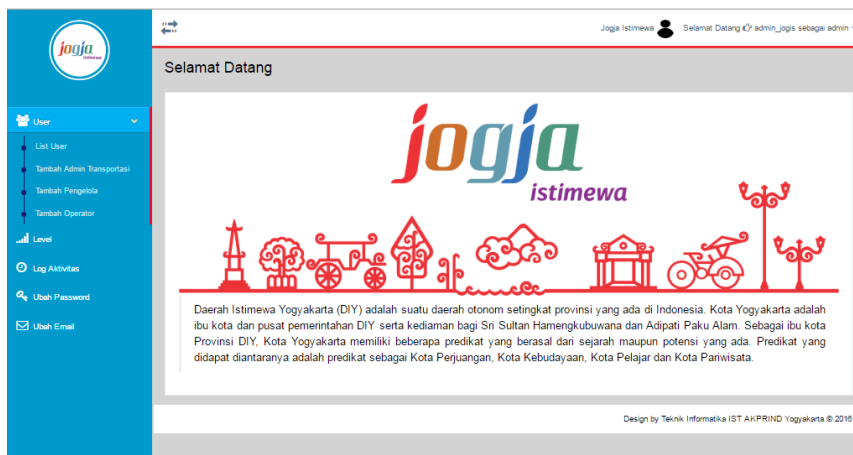 jogja
istimewa
Jogja Istimewa
Selamat Datang admin_jogis sebagai admin
Selamat Datang
User
List User
Tambah Admin Transportasi
Tambah Pengelola
Tambah Operator
Level
Log Aktivitas
Ubah Password
Ubah Email
jogja
istimewa
Daerah Istimewa Yogyakarta (DIY) adalah suatu daerah otonom setingkat provinsi yang ada di Indonesia. Kota Yogyakarta adalah
ibu kota dan pusat pemerintahan DIY serta kediaman bagi Sri Sultan Hamengkubuwana dan Adipati Paku Alam. Sebagai ibu kota
Provinsi DIY, Kota Yogyakarta memiliki beberapa predikat yang berasal dari sejarah maupun potensi yang ada. Predikat yang
didapat diantaranya adalah predikat sebagai Kota Perjuangan, Kota Kebudayaan, Kota Pelajar dan Kota Pariwisata.
Design by Teknik Informatika IST AKPRIND Yogyakarta © 2016